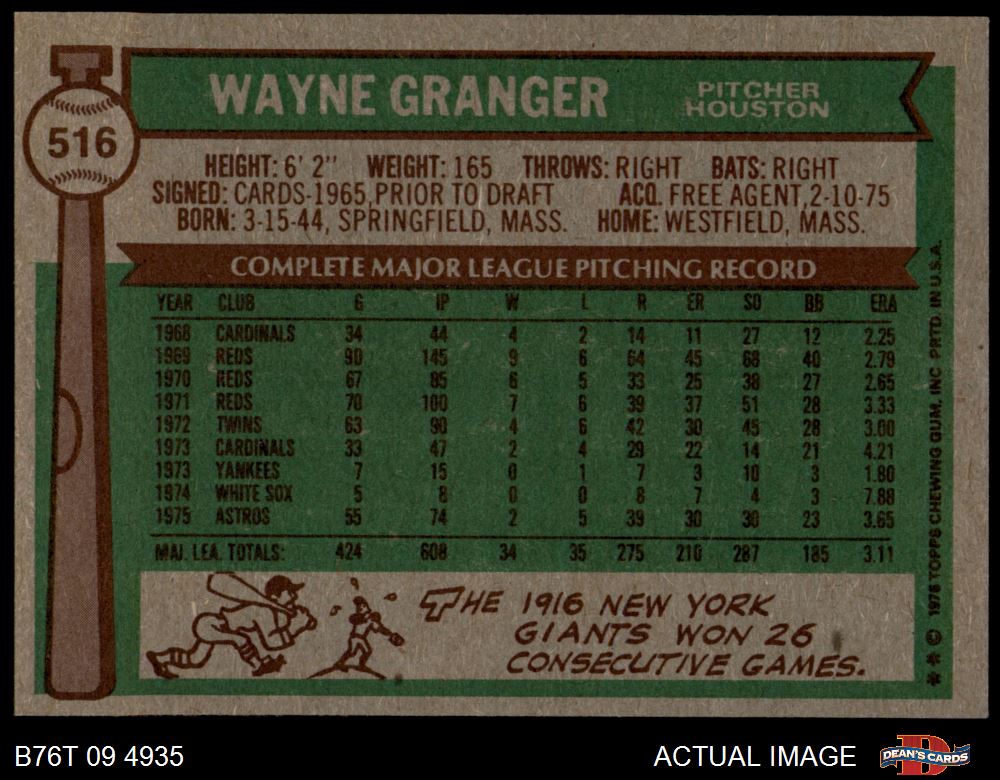 WAYNE GRANGER
PITCHER
HOUSTON
516
HEIGHT: 6' 2" WEIGHT: 165 THROWS: RIGHT BATS: RIGHT
SIGNED: CARDS-1965, PRIOR TO DRAFT ACQ. FREE AGENT, 2-10-75
BORN: 3-15-44, SPRINGFIELD, MASS. HOME: WESTFIELD, MASS.
COMPLETE MAJOR LEAGUE PITCHING RECORD
YEAR CLUB G IP W L R ER SO BB ERA
1968 CARDINALS 34 44 4 2 14 11 27 12 2.25
1969 REDS 90 145 9 6 64 45 68 40 2.79
1970 REDS 67 85 6 5 33 25 38 27 2.65
1971 REDS 70 100 7 6 39 37 51 28 3.33
1972 TWINS 63 90 4 6 42 30 45 28 3.00
1973 CARDINALS 33 47 2 4 29 22 14 21 4.21
1973 YANKEES 7 15 0 1 7 3 10 3 1.80
1974 WHITE SOX 5 8 0 0 8 7 4 3 7.88
1975 ASTROS 55 74 2 5 39 30 30 23 3.65
MAJ. LEA. TOTALS: 424 608 34 35 275 210 287 185 3.11
THE 1916 NEW YORK
GIANTS WON 26
CONSECUTIVE GAMES.
** © 1976 TOPPS CHEWING GUM, INC PRTD. IN U.S.A.
B76T 09 4935
ACTUAL IMAGE
DEAN'S CARDS